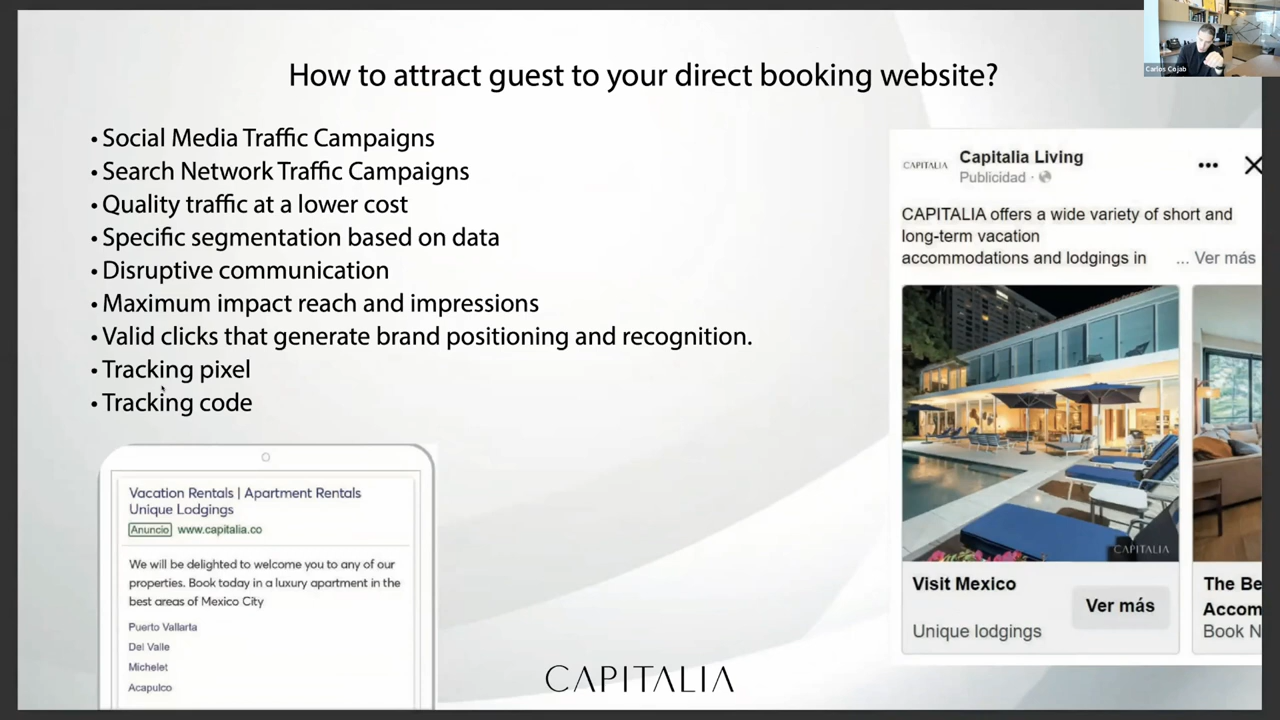 Carlos Cojab
How to attract guest to your direct booking website?
• Social Media Traffic Campaigns
• Search Network Traffic Campaigns
• Quality traffic at a lower cost
• Specific segmentation based on data
• Disruptive communication
• Maximum impact reach and impressions
• Valid clicks that generate brand positioning and recognition.
• Tracking pixel
• Tracking code
Vacation Rentals | Apartment Rentals
Unique Lodgings
Anuncio www.capitalia.co
We will be delighted to welcome you to any of our
properties. Book today in a luxury apartment in the
best areas of Mexico City
Puerto Vallarta
Del Valle
Michelet
Acapulco
CAPITALIA
CAPITALIA
Capitalia Living
Publicidad ·
CAPITALIA offers a wide variety of short and
long-term vacation
accommodations and lodgings in ... Ver más
CAPITALIA
Visit Mexico
Unique lodgings
Ver más
The Be
Accom
Book N